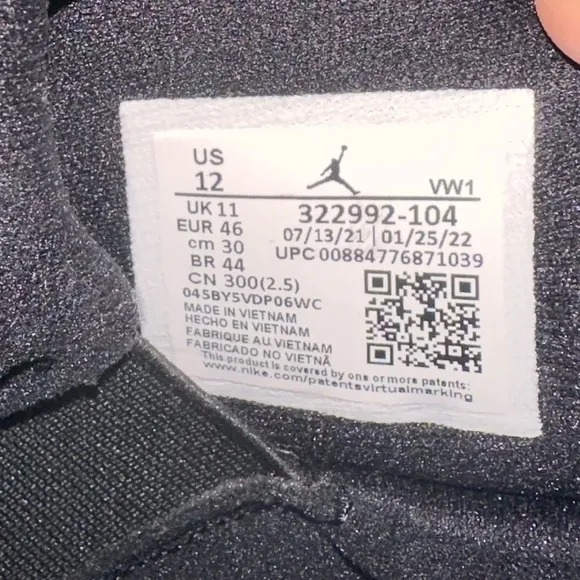 US
12
VW1
UK 11
322992-104
EUR 46
07/13/21 01/25/22
cm 30
UPC 00884776871039
BR 44
CN 300(2.5)
045BY5VDP06WC
MADE IN VIETNAM
HECHO EN VIETNAM
FABRIQUE AU VIETNAM
FABRICADO NO VIETNÃ
This product is covered by one or more patents:
www.nike.com/patentsvirtualmarking